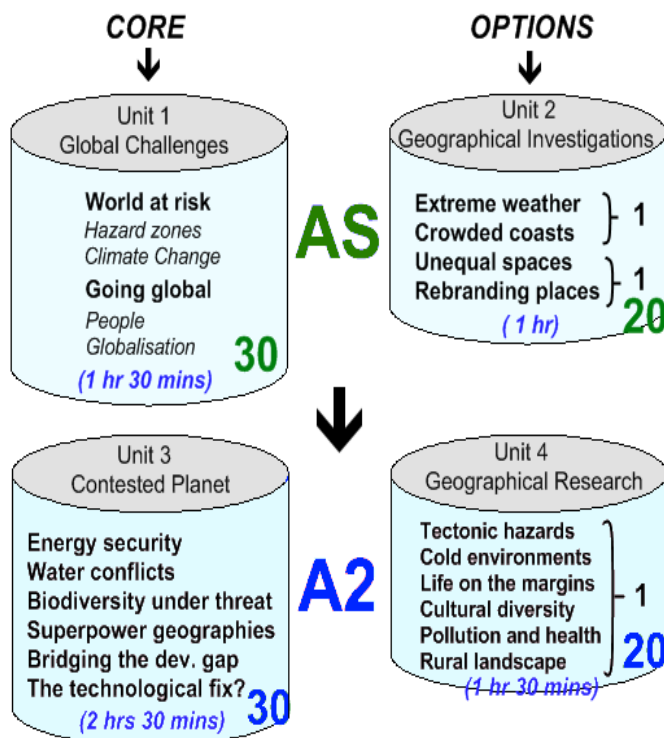 CORE
OPTIONS
Unit 1
Global Challenges
World at risk
Hazard zones
Climate Change
Going global
People
Globalisation
(1 hr 30 mins)
30
AS
Unit 2
Geographical Investigations
Extreme weather
Crowded coasts
1
Unequal spaces
Rebranding places
1
(1 hr)
20
Unit 3
Contested Planet
Energy security
Water conflicts
Biodiversity under threat
Superpower geographies
Bridging the dev. gap
The technological fix?
(2 hrs 30 mins)
30
A2
Unit 4
Geographical Research
Tectonic hazards
Cold environments
Life on the margins
Cultural diversity
Pollution and health
Rural landscape
1
(1 hr 30 mins)
20